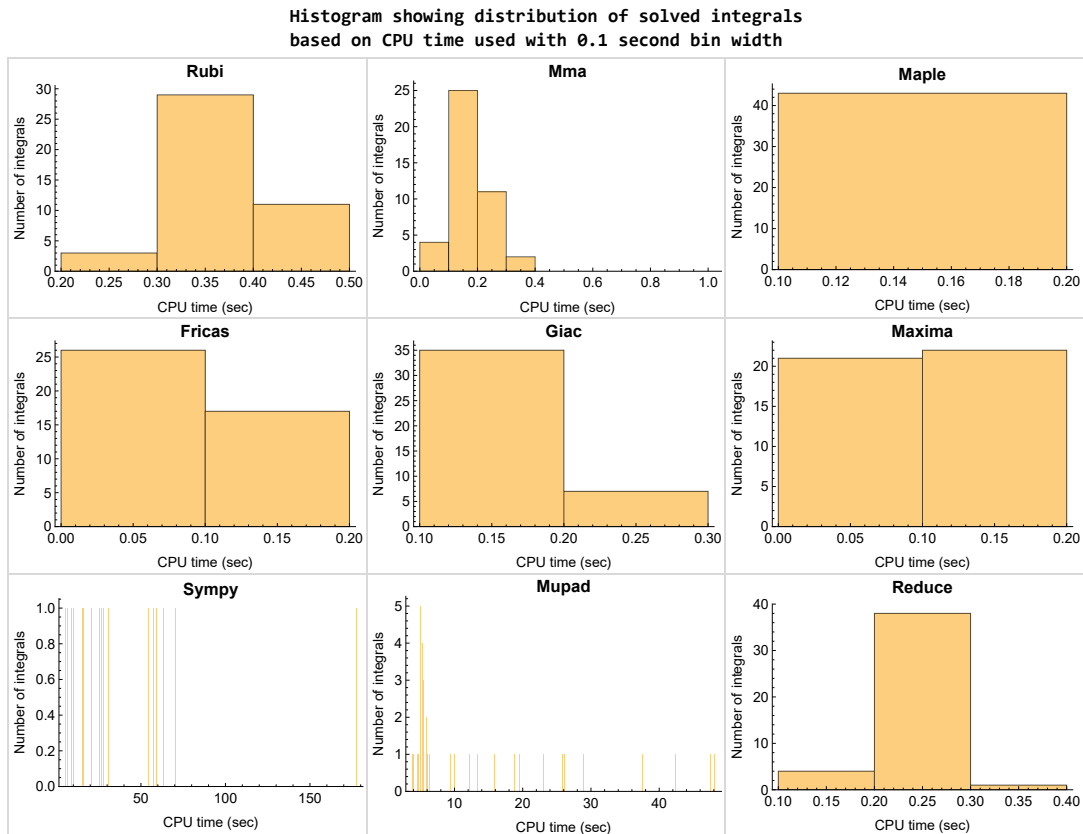 Histogram showing distribution of solved integrals
based on CPU time used with 0.1 second bin width
Rubi
Number of integrals
30
25
20
15
10
5
0
0.20 0.25 0.30 0.35 0.40 0.45 0.50
CPU time (sec)
Mma
Number of integrals
25
20
15
10
5
0
0.0 0.2 0.4 0.6 0.8 1.0
CPU time (sec)
Maple
Number of integrals
40
30
20
10
0
0.10 0.12 0.14 0.16 0.18 0.20
CPU time (sec)
Fricas
Number of integrals
25
20
15
10
5
0
0.00 0.05 0.10 0.15 0.20
CPU time (sec)
Giac
Number of integrals
35
30
25
20
15
10
5
0
0.10 0.15 0.20 0.25 0.30
CPU time (sec)
Maxima
Number of integrals
20
15
10
5
0
0.00 0.05 0.10 0.15 0.20
CPU time (sec)
Sympy
Number of integrals
1.0
0.8
0.6
0.4
0.2
0.0
50 100 150
CPU time (sec)
Mupad
Number of integrals
5
4
3
2
1
0
10 20 30 40
CPU time (sec)
Reduce
Number of integrals
40
30
20
10
0
0.10 0.15 0.20 0.25 0.30 0.35 0.40
CPU time (sec)